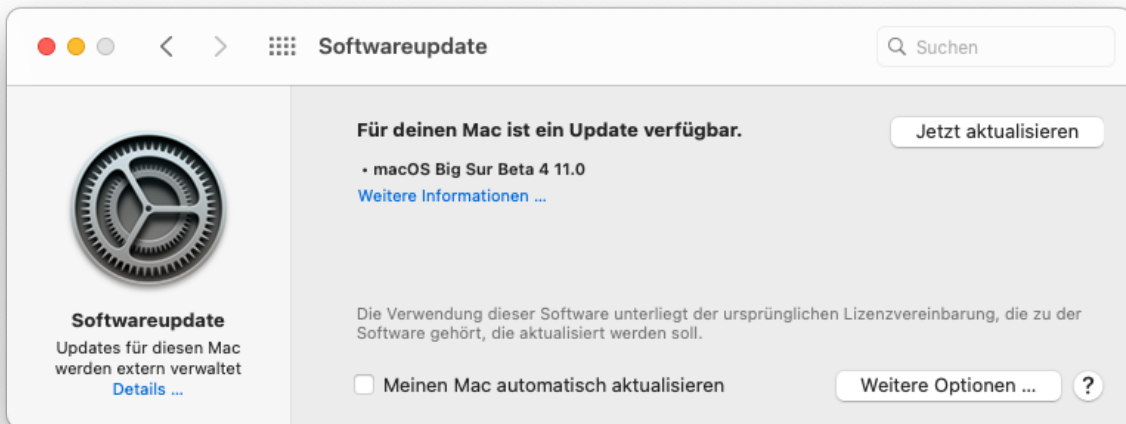 Softwareupdate
Suchen
Für deinen Mac ist ein Update verfügbar.
Jetzt aktualisieren
• macOS Big Sur Beta 4 11.0
Weitere Informationen ...
Softwareupdate
Updates für diesen Mac
werden extern verwaltet
Details ...
Die Verwendung dieser Software unterliegt der ursprünglichen Lizenzvereinbarung, die zu der
Software gehört, die aktualisiert werden soll.
Meinen Mac automatisch aktualisieren
Weitere Optionen ...
?